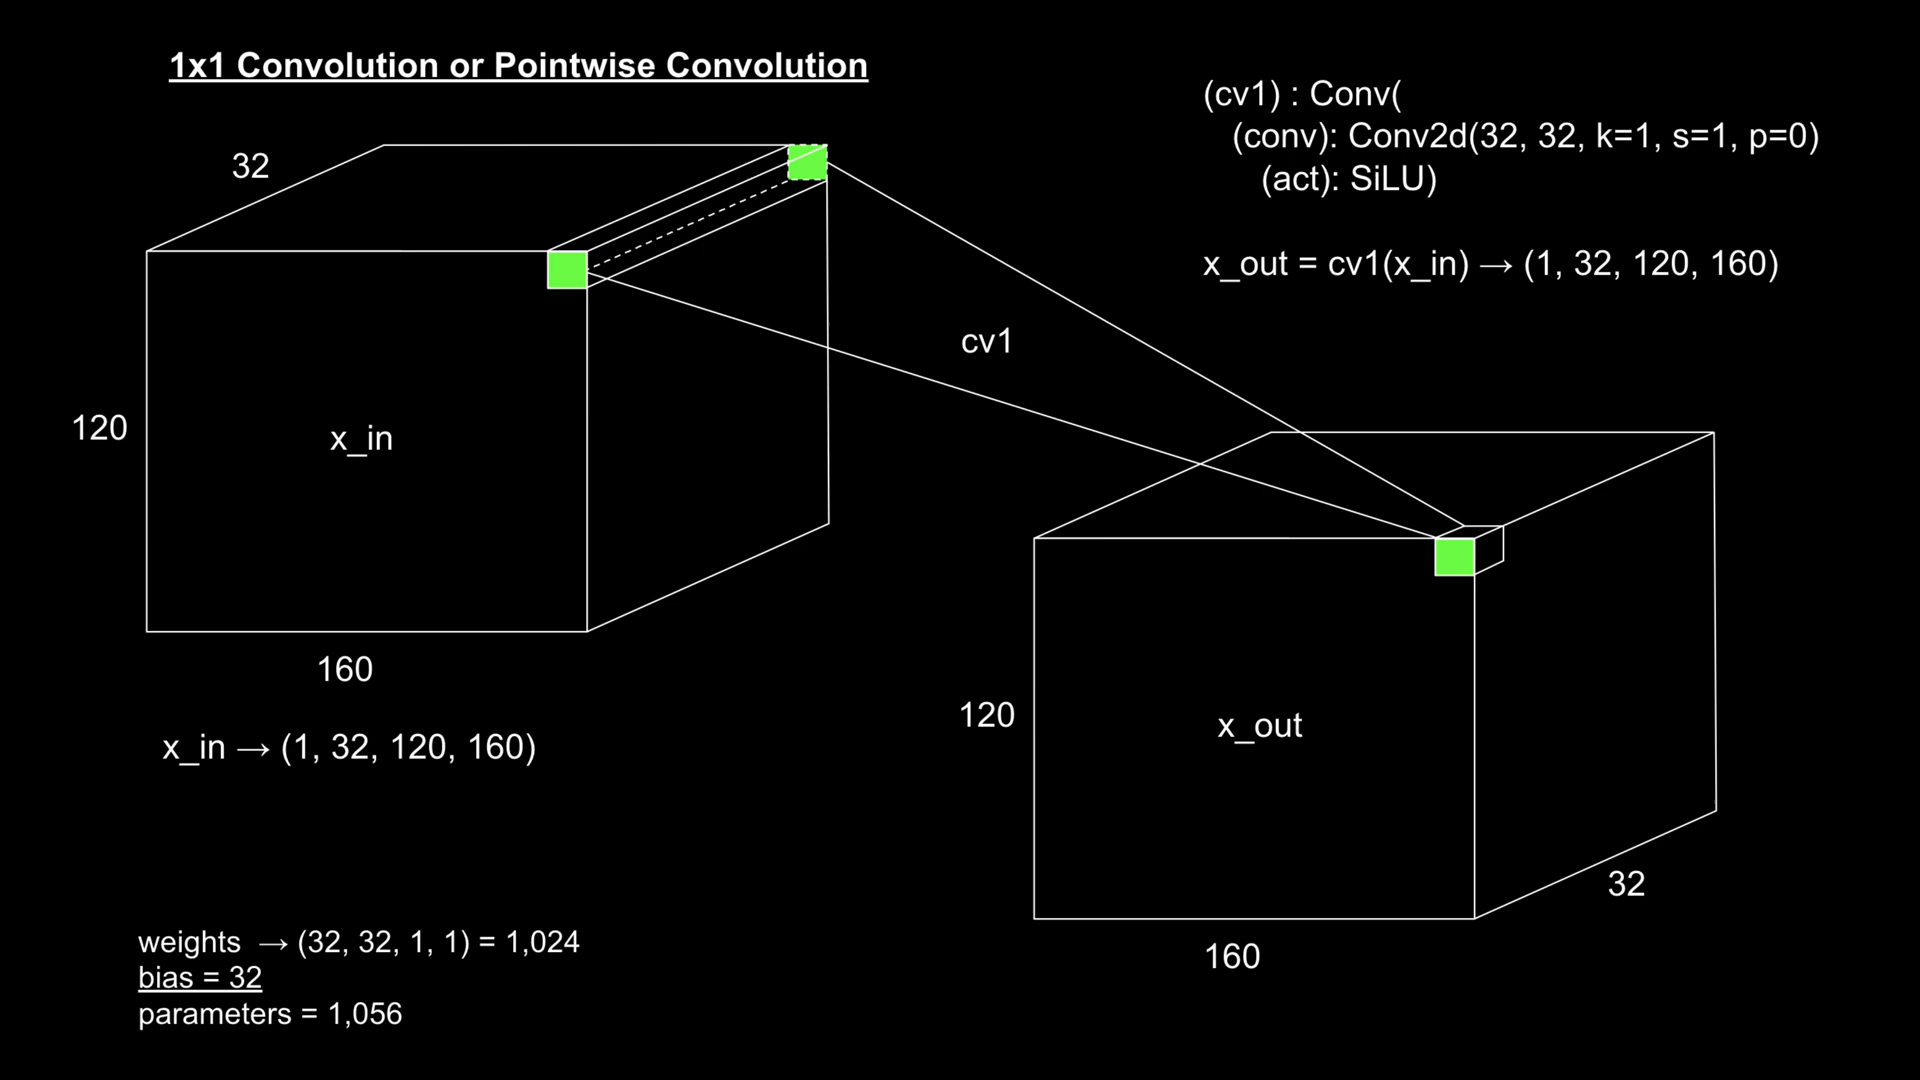 1x1 Convolution or Pointwise Convolution
(cv1) : Conv(
(conv): Conv2d(32, 32, k=1, s=1, p=0)
(act): SiLU)
x_out = cv1(x_in) → (1, 32, 120, 160)
32
120
x_in
160
x_in → (1, 32, 120, 160)
cv1
120
x_out
32
160
weights → (32, 32, 1, 1) = 1,024
bias = 32
parameters = 1,056